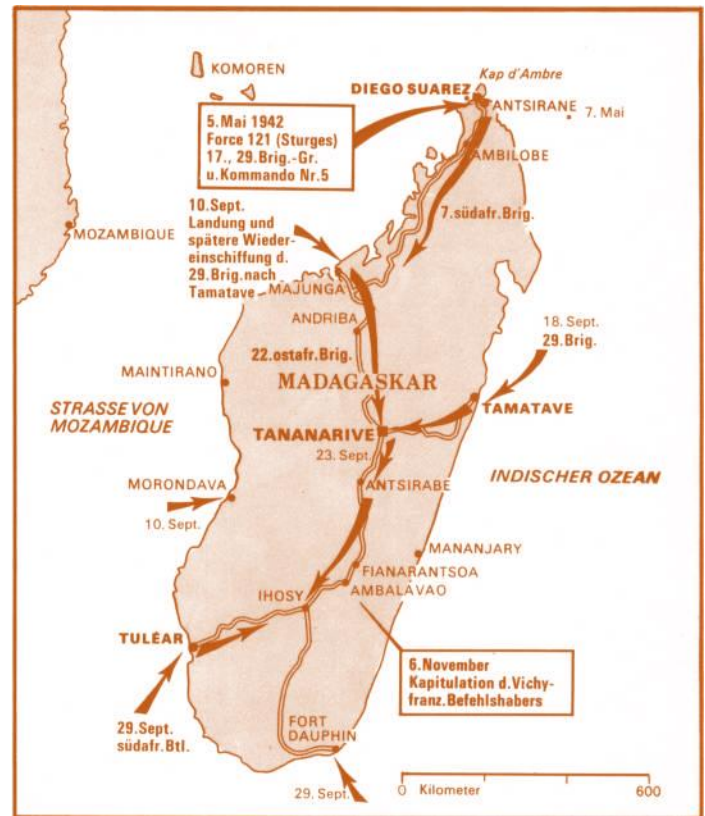 KOMOREN
Kap d'Ambre
DIEGO SUAREZ
ANTSIRANE
7. Mai
5. Mai 1942
Force 121 (Sturges)
17., 29. Brig.-Gr.
u. Kommando Nr. 5
AMBILOBE
MOZAMBIQUE
10. Sept.
Landung und
spätere Wieder-
einschiffung d.
29. Brig. nach
Tamatave
7. südafr. Brig.
MAJUNGA
ANDRIBA
18. Sept.
29. Brig.
22. ostafr. Brig.
MAINTIRANO
MADAGASKAR
STRASSE VON
MOZAMBIQUE
TAMATAVE
TANANARIVE
23. Sept.
INDISCHER OZEAN
MORONDAVA
ANTSIRABE
10. Sept.
MANANJARY
FIANARANTSOA
AMBALAVAO
IHOSY
TULÉAR
6. November
Kapitulation d. Vichy-
franz. Befehlshabers
29. Sept.
südafr. Btl.
FORT
DAUPHIN
29. Sept.
0 Kilometer 600